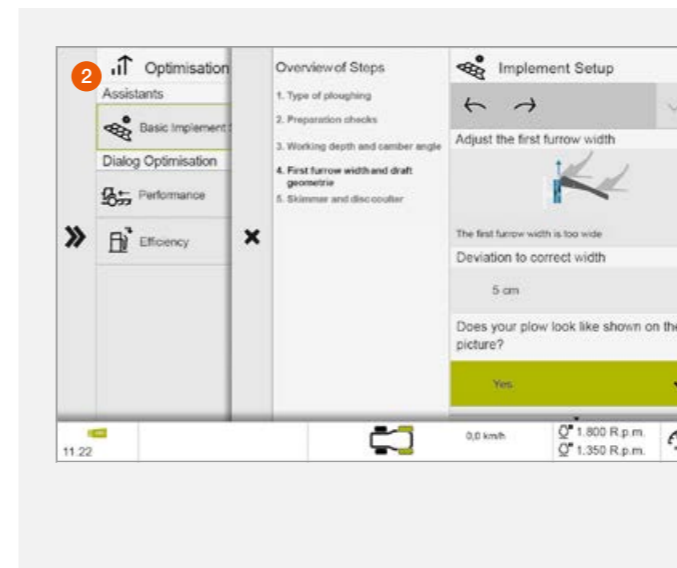 2
Optimisation
Assistants
Basic Implement
Dialog Optimisation
Performance
Efficiency
Overview of Steps
1. Type of ploughing
2. Preparation checks
3. Working depth and camber angle
4. First furrow width and draft
geometrie
5. Skimmer and disc coulter
Implement Setup
Adjust the first furrow width
The first furrow width is too wide
Deviation to correct width
5 cm
Does your plow look like shown on the
picture?
Yes
11.22
0,0 km/h
1.800 R.p.m.
1.350 R.p.m.